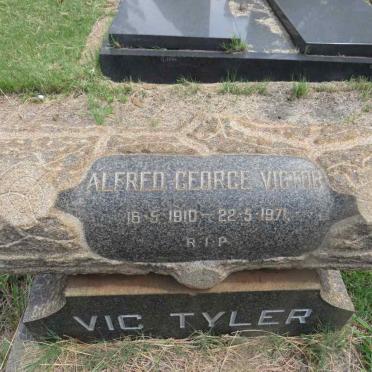 ALFRED GEORGE VICTOR
16·5·1910 — 22·5·1971
R.I.P
VIC TYLER